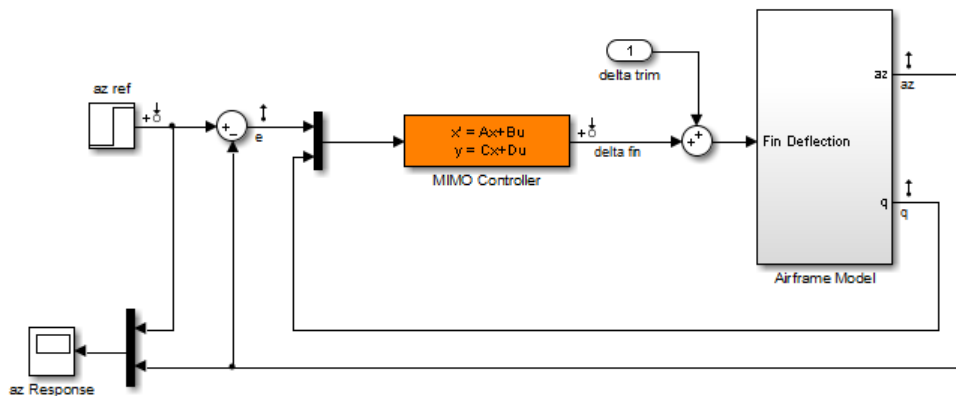 az ref
+
+
−
e
x' = Ax+Bu
y = Cx+Du
MIMO Controller
+
delta fin
1
delta trim
+
+
Fin Deflection
az
q
Airframe Model
az
q
az Response